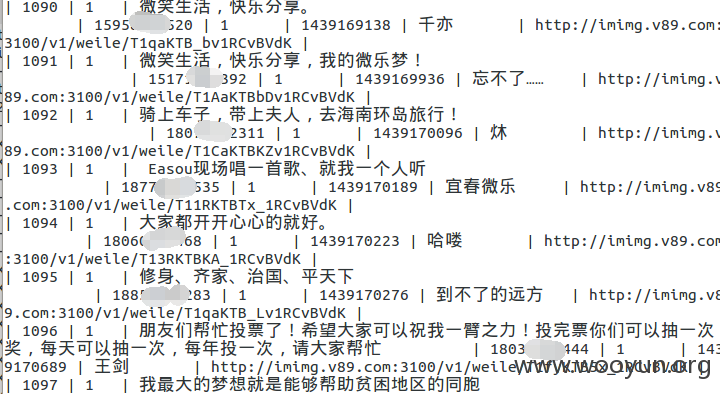 | 1090 | 1 | 微笑生活，快乐分享。
| 1595 520 | 1 | 1439169138 | 千亦 | http://imimg.v89.com:
3100/v1/weile/T1qaKTB_bv1RCvBVdK |
| 1091 | 1 | 微笑生活，快乐分享，我的微乐梦！
| 1517 392 | 1 | 1439169936 | 忘不了…… | http://imimg.v
89.com:3100/v1/weile/T1AaKTBbDv1RCvBVdK |
| 1092 | 1 | 骑上车子，带上夫人，去海南环岛旅行！
| 180 2311 | 1 | 1439170096 | 炑 | http://imimg.v
89.com:3100/v1/weile/T1CaKTBKZv1RCvBVdK |
| 1093 | 1 | Easou现场唱一首歌、就我一个人听
| 1877 535 | 1 | 1439170189 | 宜春微乐 | http://imimg.v89
.com:3100/v1/weile/T11RKTBTx_1RCvBVdK |
| 1094 | 1 | 大家都开开心心的就好。
| 1806 68 | 1 | 1439170223 | 哈喽 | http://imimg.v89.com
:3100/v1/weile/T13RKTBKA_1RCvBVdK |
| 1095 | 1 | 修身、齐家、治国、平天下
| 188 283 | 1 | 1439170276 | 到不了的远方 | http://imimg.v8
9.com:3100/v1/weile/T1qaKTB_Lv1RCvBVdK |
| 1096 | 1 | 朋友们帮忙投票了！希望大家可以祝我一臂之力！投完票你们可以抽一次
奖，每天可以抽一次，每年投一次，请大家帮忙 | 1803 444 | 1 | 143
9170689 | 王剑 | http://imimg.v89.com
www.wooyun.org
| 1097 | 1 | 我最大的梦想就是能够帮助贫困地区的同胞